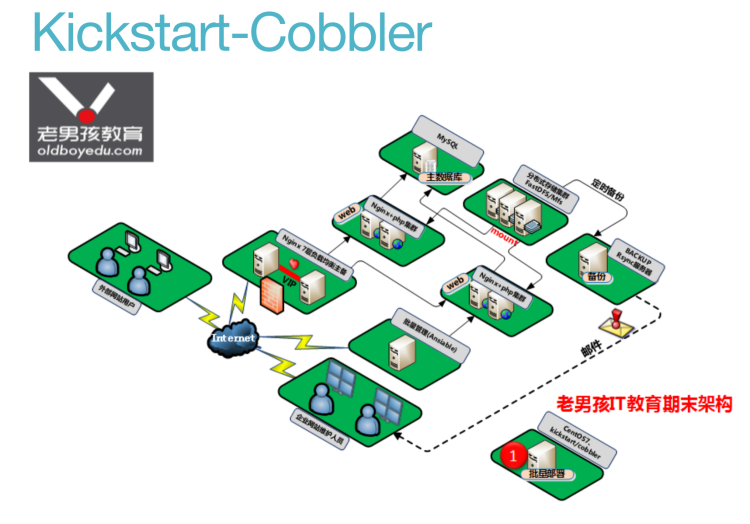 Kickstart-Cobbler
老男孩教育
oldboyedu.com
MySQL
主数据库
分布式存储集群
FastDFS/Mfs
定时备份
web
Nginx+php集群
mount
BACKUP
Rsync服务器
备份
Nginx 7层负载均衡主备
VIP
外部网站用户
web
Nginx+php集群
Internet
批量管理(Ansiable)
邮件
企业网站维护人员
老男孩IT教育期末架构
CentOS7
kickstart/cobbler
1
批量部署